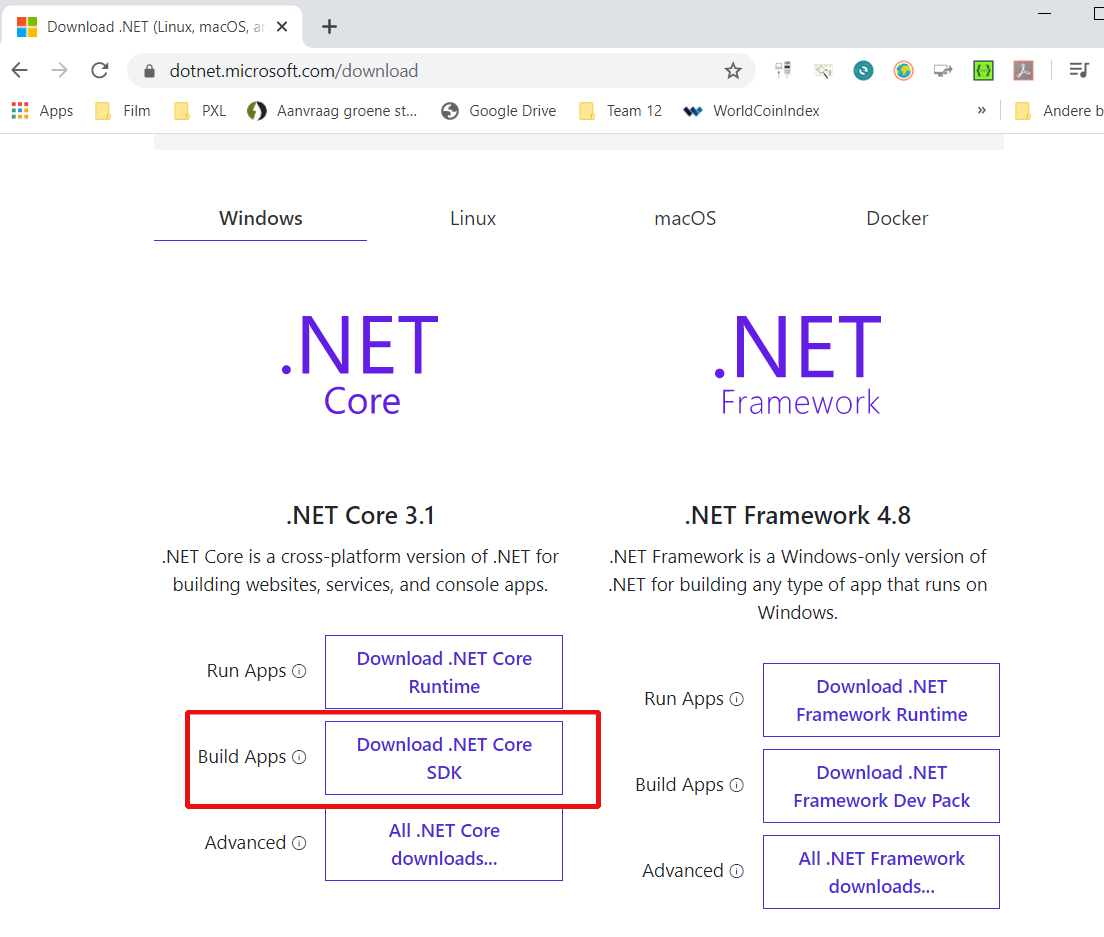 Download .NET (Linux, macOS, ar
dotnet.microsoft.com/download
Apps Film PXL Aanvraag groene st... Google Drive Team 12 WorldCoinIndex » Andere b
Windows Linux macOS Docker
.NET
Core
.NET Core 3.1
.NET Core is a cross-platform version of .NET for
building websites, services, and console apps.
Run Apps
Download .NET Core
Runtime
Build Apps
Download .NET Core
SDK
Advanced
All .NET Core
downloads...
.NET
Framework
.NET Framework 4.8
.NET Framework is a Windows-only version of
.NET for building any type of app that runs on
Windows.
Run Apps
Download .NET
Framework Runtime
Build Apps
Download .NET
Framework Dev Pack
Advanced
All .NET Framework
downloads...